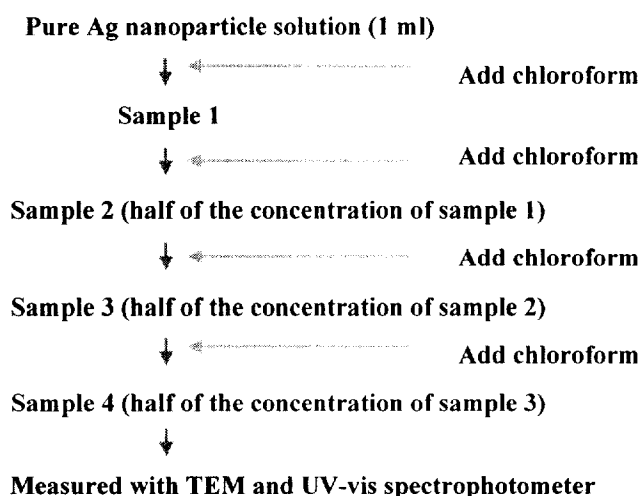 Pure Ag nanoparticle solution (1 ml)
Add chloroform
Sample 1
Add chloroform
Sample 2 (half of the concentration of sample 1)
Add chloroform
Sample 3 (half of the concentration of sample 2)
Add chloroform
Sample 4 (half of the concentration of sample 3)
Measured with TEM and UV-vis spectrophotometer